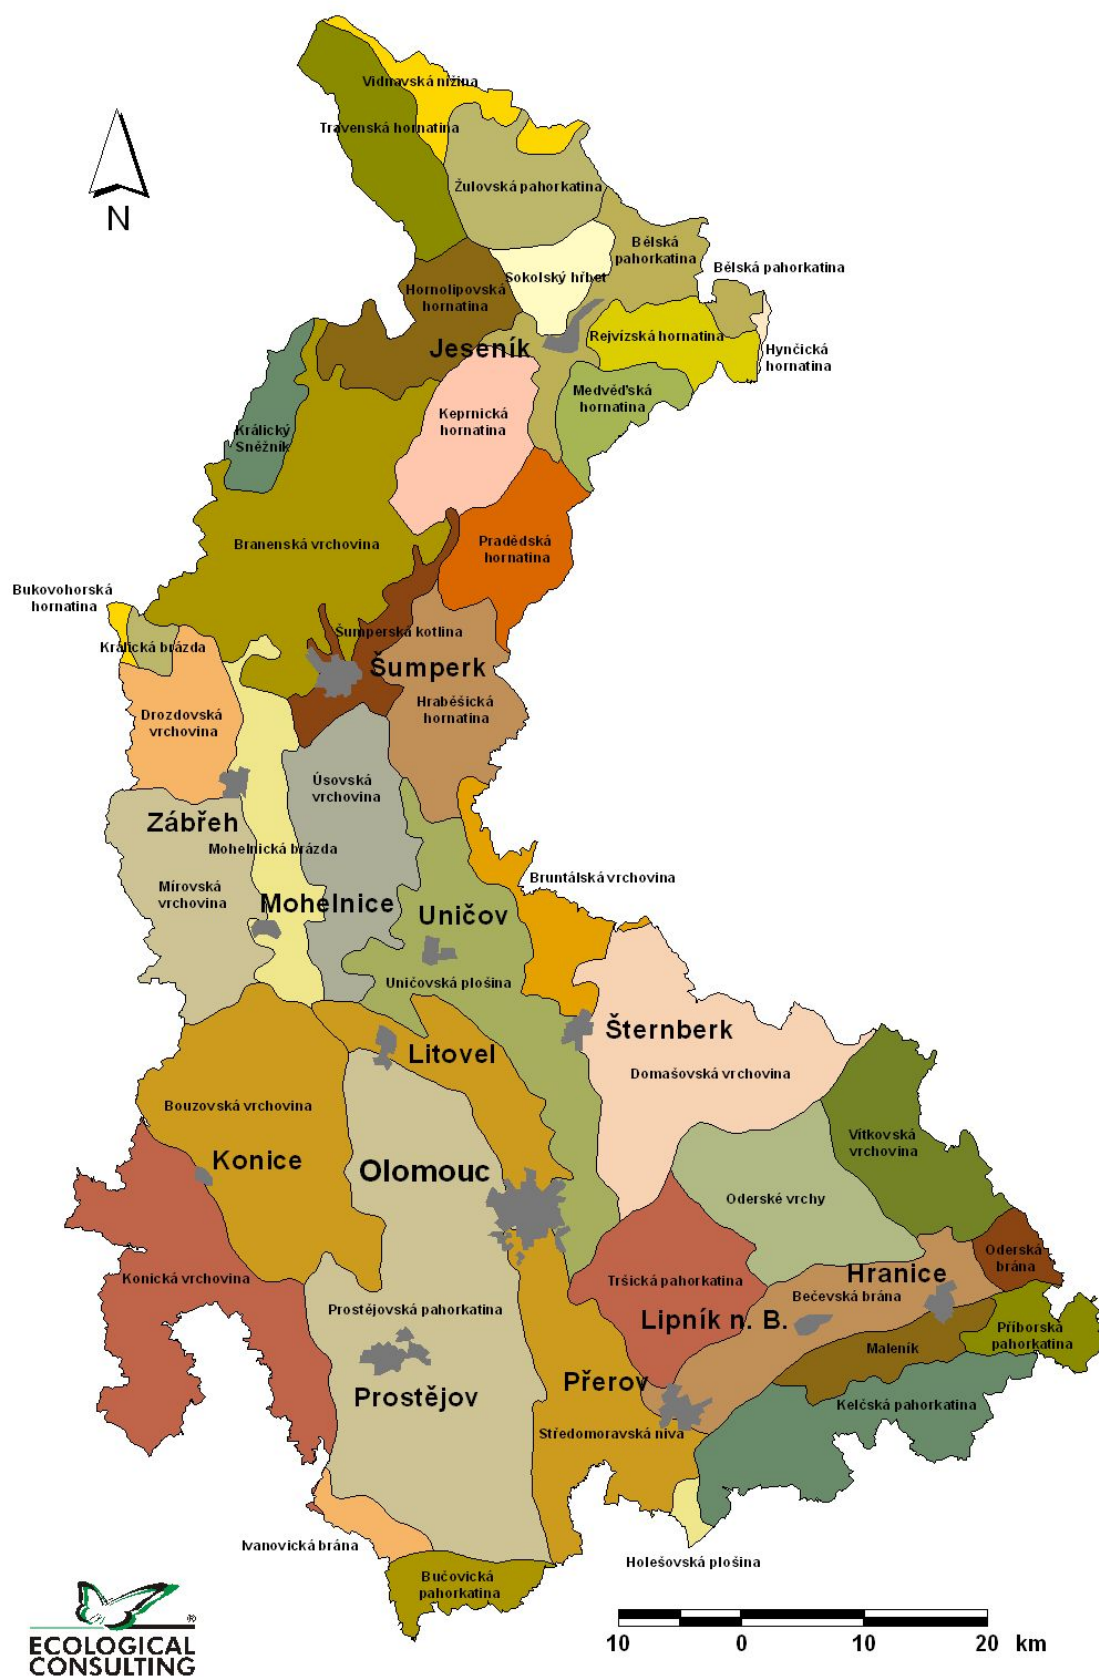 Vidnavská nížina
Travenská hornatina
Žulovská pahorkatina
N
Bělská
pahorkatina
Sokolský hřbet
Bělská pahorkatina
Hornolipovská
hornatina
Rejvízská hornatina
Jeseník
Hynčická
hornatina
Medvěďská
hornatina
Keprnická
hornatina
Králický
Sněžník
Branenská vrchovina
Pradědská
hornatina
Bukovohorská
hornatina
Šumperská kotlina
Králická brázda
Šumperk
Hraběšická
hornatina
Drozdovská
vrchovina
Úsovská
vrchovina
Zábřeh
Mohelnická brázda
Bruntálská vrchovina
Mírovská
vrchovina
Mohelnice
Uničov
Uničovská plošina
Šternberk
Litovel
Domašovská vrchovina
Bouzovská vrchovina
Vítkovská
vrchovina
Konice
Olomouc
Oderské vrchy
Oderská
brána
Konická vrchovina
Tršická pahorkatina
Hranice
Bečevská brána
Prostějovská pahorkatina
Lipník n. B.
Příborská
pahorkatina
Maleník
Přerov
Prostějov
Kelčská pahorkatina
Středomoravská niva
Ivanovická brána
Holešovská plošina
Bučovická
pahorkatina
®
ECOLOGICAL
CONSULTING
10 0 10 20 km